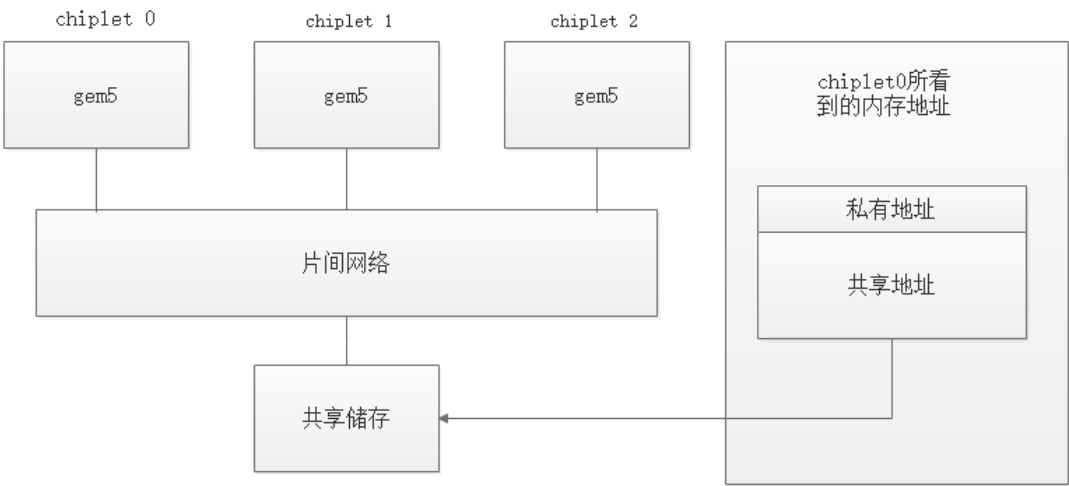 chiplet 0
chiplet 1
chiplet 2
gem5
gem5
gem5
chiplet0所看
到的内存地址
私有地址
共享地址
片间网络
共享储存